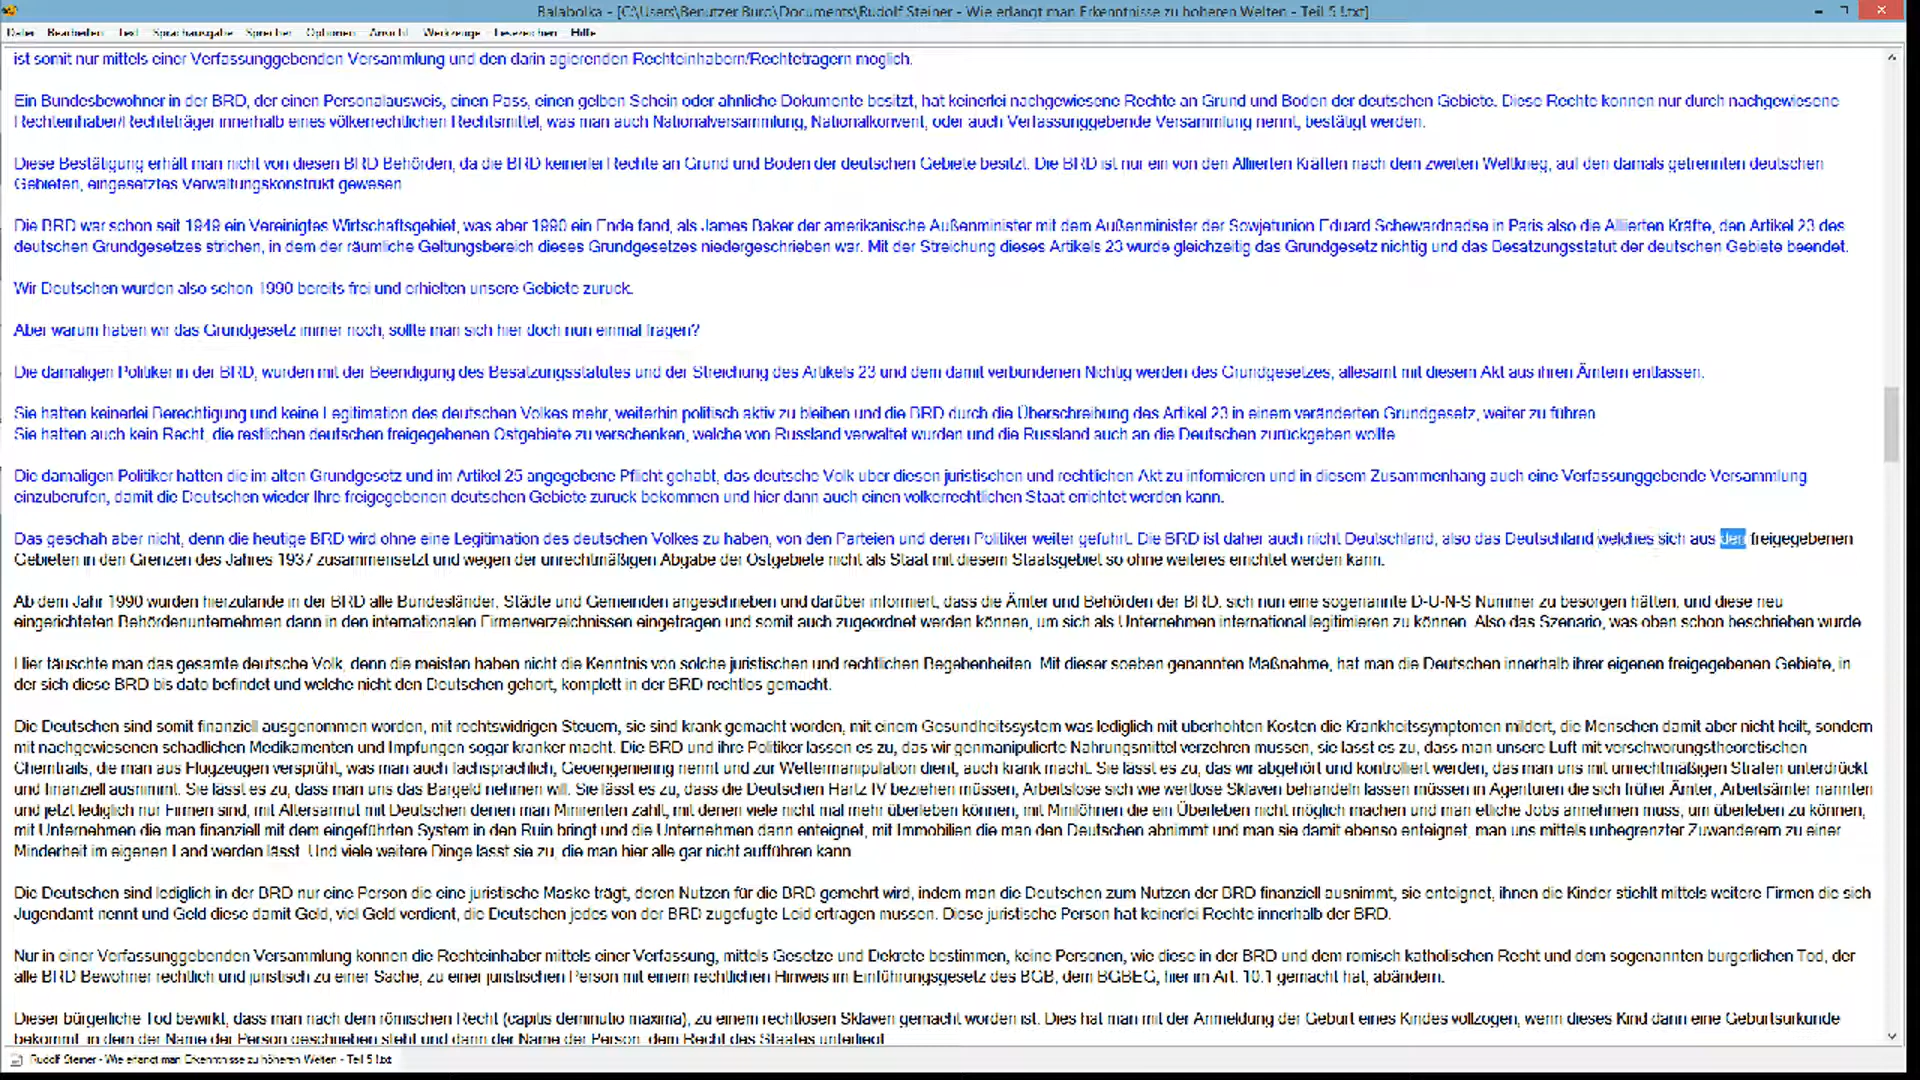 Balabolka - [C:\Users\Benutzer Büro\Documents\Rudolf Steiner - Wie erlangt man Erkenntnisse zu höheren Welten - Teil 5 !.txt]
Datei Bearbeiten Text Sprachausgabe Sprecher Optionen Ansicht Werkzeuge Lesezeichen Hilfe
ist somit nur mittels einer Verfassunggebenden Versammlung und den darin agierenden Rechteinhabern/Rechteträgern möglich.
Ein Bundesbewohner in der BRD, der einen Personalausweis, einen Pass, einen gelben Schein oder ähnliche Dokumente besitzt, hat keinerlei nachgewiesene Rechte an Grund und Boden der deutschen Gebiete. Diese Rechte können nur durch nachgewiesene
Rechteinhaber/Rechteträger innerhalb eines völkerrechtlichen Rechtsmittel, was man auch Nationalversammlung, Nationalkonvent, oder auch Verfassunggebende Versammlung nennt, bestätigt werden.
Diese Bestätigung erhält man nicht von diesen BRD Behörden, da die BRD keinerlei Rechte an Grund und Boden der deutschen Gebiete besitzt. Die BRD ist nur ein von den Alliierten Kräften nach dem zweiten Weltkrieg, auf den damals getrennten deutschen
Gebieten, eingesetztes Verwaltungskonstrukt gewesen.
Die BRD war schon seit 1949 ein Vereinigtes Wirtschaftsgebiet, was aber 1990 ein Ende fand, als James Baker der amerikanische Außenminister mit dem Außenminister der Sowjetunion Eduard Schewardnadse in Paris also die Alliierten Kräfte, den Artikel 23 des
deutschen Grundgesetzes strichen, in dem der räumliche Geltungsbereich dieses Grundgesetzes niedergeschrieben war. Mit der Streichung dieses Artikels 23 wurde gleichzeitig das Grundgesetz nichtig und das Besatzungsstatut der deutschen Gebiete beendet.
Wir Deutschen wurden also schon 1990 bereits frei und erhielten unsere Gebiete zurück.
Aber warum haben wir das Grundgesetz immer noch, sollte man sich hier doch nun einmal fragen?
Die damaligen Politiker in der BRD, wurden mit der Beendigung des Besatzungsstatutes und der Streichung des Artikels 23 und dem damit verbundenen Nichtig werden des Grundgesetzes, allesamt mit diesem Akt aus ihren Ämtern entlassen.
Sie hatten keinerlei Berechtigung und keine Legitimation des deutschen Volkes mehr, weiterhin politisch aktiv zu bleiben und die BRD durch die Überschreibung des Artikel 23 in einem veränderten Grundgesetz, weiter zu führen.
Sie hatten auch kein Recht, die restlichen deutschen freigegebenen Ostgebiete zu verschenken, welche von Russland verwaltet wurden und die Russland auch an die Deutschen zurückgeben wollte.
Die damaligen Politiker hatten die im alten Grundgesetz und im Artikel 25 angegebene Pflicht gehabt, das deutsche Volk über diesen juristischen und rechtlichen Akt zu informieren und in diesem Zusammenhang auch eine Verfassunggebende Versammlung
einzuberufen, damit die Deutschen wieder Ihre freigegebenen deutschen Gebiete zurück bekommen und hier dann auch einen völkerrechtlichen Staat errichtet werden kann.
Das geschah aber nicht, denn die heutige BRD wird ohne eine Legitimation des deutschen Volkes zu haben, von den Parteien und deren Politiker weiter geführt. Die BRD ist daher auch nicht Deutschland, also das Deutschland welches sich aus den freigegebenen
Gebieten in den Grenzen des Jahres 1937 zusammensetzt und wegen der unrechtmäßigen Abgabe der Ostgebiete nicht als Staat mit diesem Staatsgebiet so ohne weiteres errichtet werden kann.
Ab dem Jahr 1990 wurden hierzulande in der BRD alle Bundesländer, Städte und Gemeinden angeschrieben und darüber informiert, dass die Ämter und Behörden der BRD, sich nun eine sogenannte D-U-N-S Nummer zu besorgen hätten, und diese neu
eingerichteten Behördenunternehmen dann in den internationalen Firmenverzeichnissen eingetragen und somit auch zugeordnet werden können, um sich als Unternehmen international legitimieren zu können. Also das Szenario, was oben schon beschrieben wurde.
Hier täuschte man das gesamte deutsche Volk, denn die meisten haben nicht die Kenntnis von solche juristischen und rechtlichen Begebenheiten. Mit dieser soeben genannten Maßnahme, hat man die Deutschen innerhalb ihrer eigenen freigegebenen Gebiete, in
der sich diese BRD bis dato befindet und welche nicht den Deutschen gehört, komplett in der BRD rechtlos gemacht.
Die Deutschen sind somit finanziell ausgenommen worden, mit rechtswidrigen Steuern, sie sind krank gemacht worden, mit einem Gesundheitssystem was lediglich mit überhöhten Kosten die Krankheitssymptomen mildert, die Menschen damit aber nicht heilt, sondern
mit nachgewiesenen schädlichen Medikamenten und Impfungen sogar kränker macht. Die BRD und ihre Politiker lassen es zu, das wir genmanipulierte Nahrungsmittel verzehren müssen, sie lässt es zu, dass man unsere Luft mit verschwörungstheoretischen
Chemtrails, die man aus Flugzeugen versprüht, was man auch fachsprachlich, Geoengeniering nennt und zur Wettermanipulation dient, auch krank macht. Sie lässt es zu, das wir abgehört und kontrolliert werden, das man uns mit unrechtmäßigen Strafen unterdrückt
und finanziell ausnimmt. Sie lässt es zu, dass man uns das Bargeld nehmen will. Sie lässt es zu, dass die Deutschen Hartz IV beziehen müssen, Arbeitslose sich wie wertlose Sklaven behandeln lassen müssen in Agenturen die sich früher Ämter, Arbeitsämter nannten
und jetzt lediglich nur Firmen sind, mit Altersarmut mit Deutschen denen man Minirenten zahlt, mit denen viele nicht mal mehr überleben können, mit Minilöhnen die ein Überleben nicht möglich machen und man etliche Jobs annehmen muss, um überleben zu können,
mit Unternehmen die man finanziell mit dem eingeführten System in den Ruin bringt und die Unternehmen dann enteignet, mit Immobilien die man den Deutschen abnimmt und man sie damit ebenso enteignet, man uns mittels unbegrenzter Zuwanderern zu einer
Minderheit im eigenen Land werden lässt. Und viele weitere Dinge lässt sie zu, die man hier alle gar nicht aufführen kann.
Die Deutschen sind lediglich in der BRD nur eine Person die eine juristische Maske trägt, deren Nutzen für die BRD gemehrt wird, indem man die Deutschen zum Nutzen der BRD finanziell ausnimmt, sie enteignet, ihnen die Kinder stiehlt mittels weitere Firmen die sich
Jugendamt nennt und Geld diese damit Geld, viel Geld verdient, die Deutschen jedes von der BRD zugefügte Leid ertragen müssen. Diese juristische Person hat keinerlei Rechte innerhalb der BRD.
Nur in einer Verfassunggebenden Versammlung können die Rechteinhaber mittels einer Verfassung, mittels Gesetze und Dekrete bestimmen, keine Personen, wie diese in der BRD und dem römisch katholischen Recht und dem sogenannten bürgerlichen Tod, der
alle BRD Bewohner rechtlich und juristisch zu einer Sache, zu einer juristischen Person mit einem rechtlichen Hinweis im Einführungsgesetz des BGB, dem BGBEG, hier im Art. 10.1 gemacht hat, abändern.
Dieser bürgerliche Tod bewirkt, dass man nach dem römischen Recht (capitis deminutio maxima), zu einem rechtlosen Sklaven gemacht worden ist. Dies hat man mit der Anmeldung der Geburt eines Kindes vollzogen, wenn dieses Kind dann eine Geburtsurkunde
bekommt, in dem der Name der Person geschrieben steht und dann der Name der Person, dem Recht des Staates unterliegt.
Rudolf Steiner - Wie erlangt man Erkenntnisse zu höheren Welten - Teil 5 !.txt